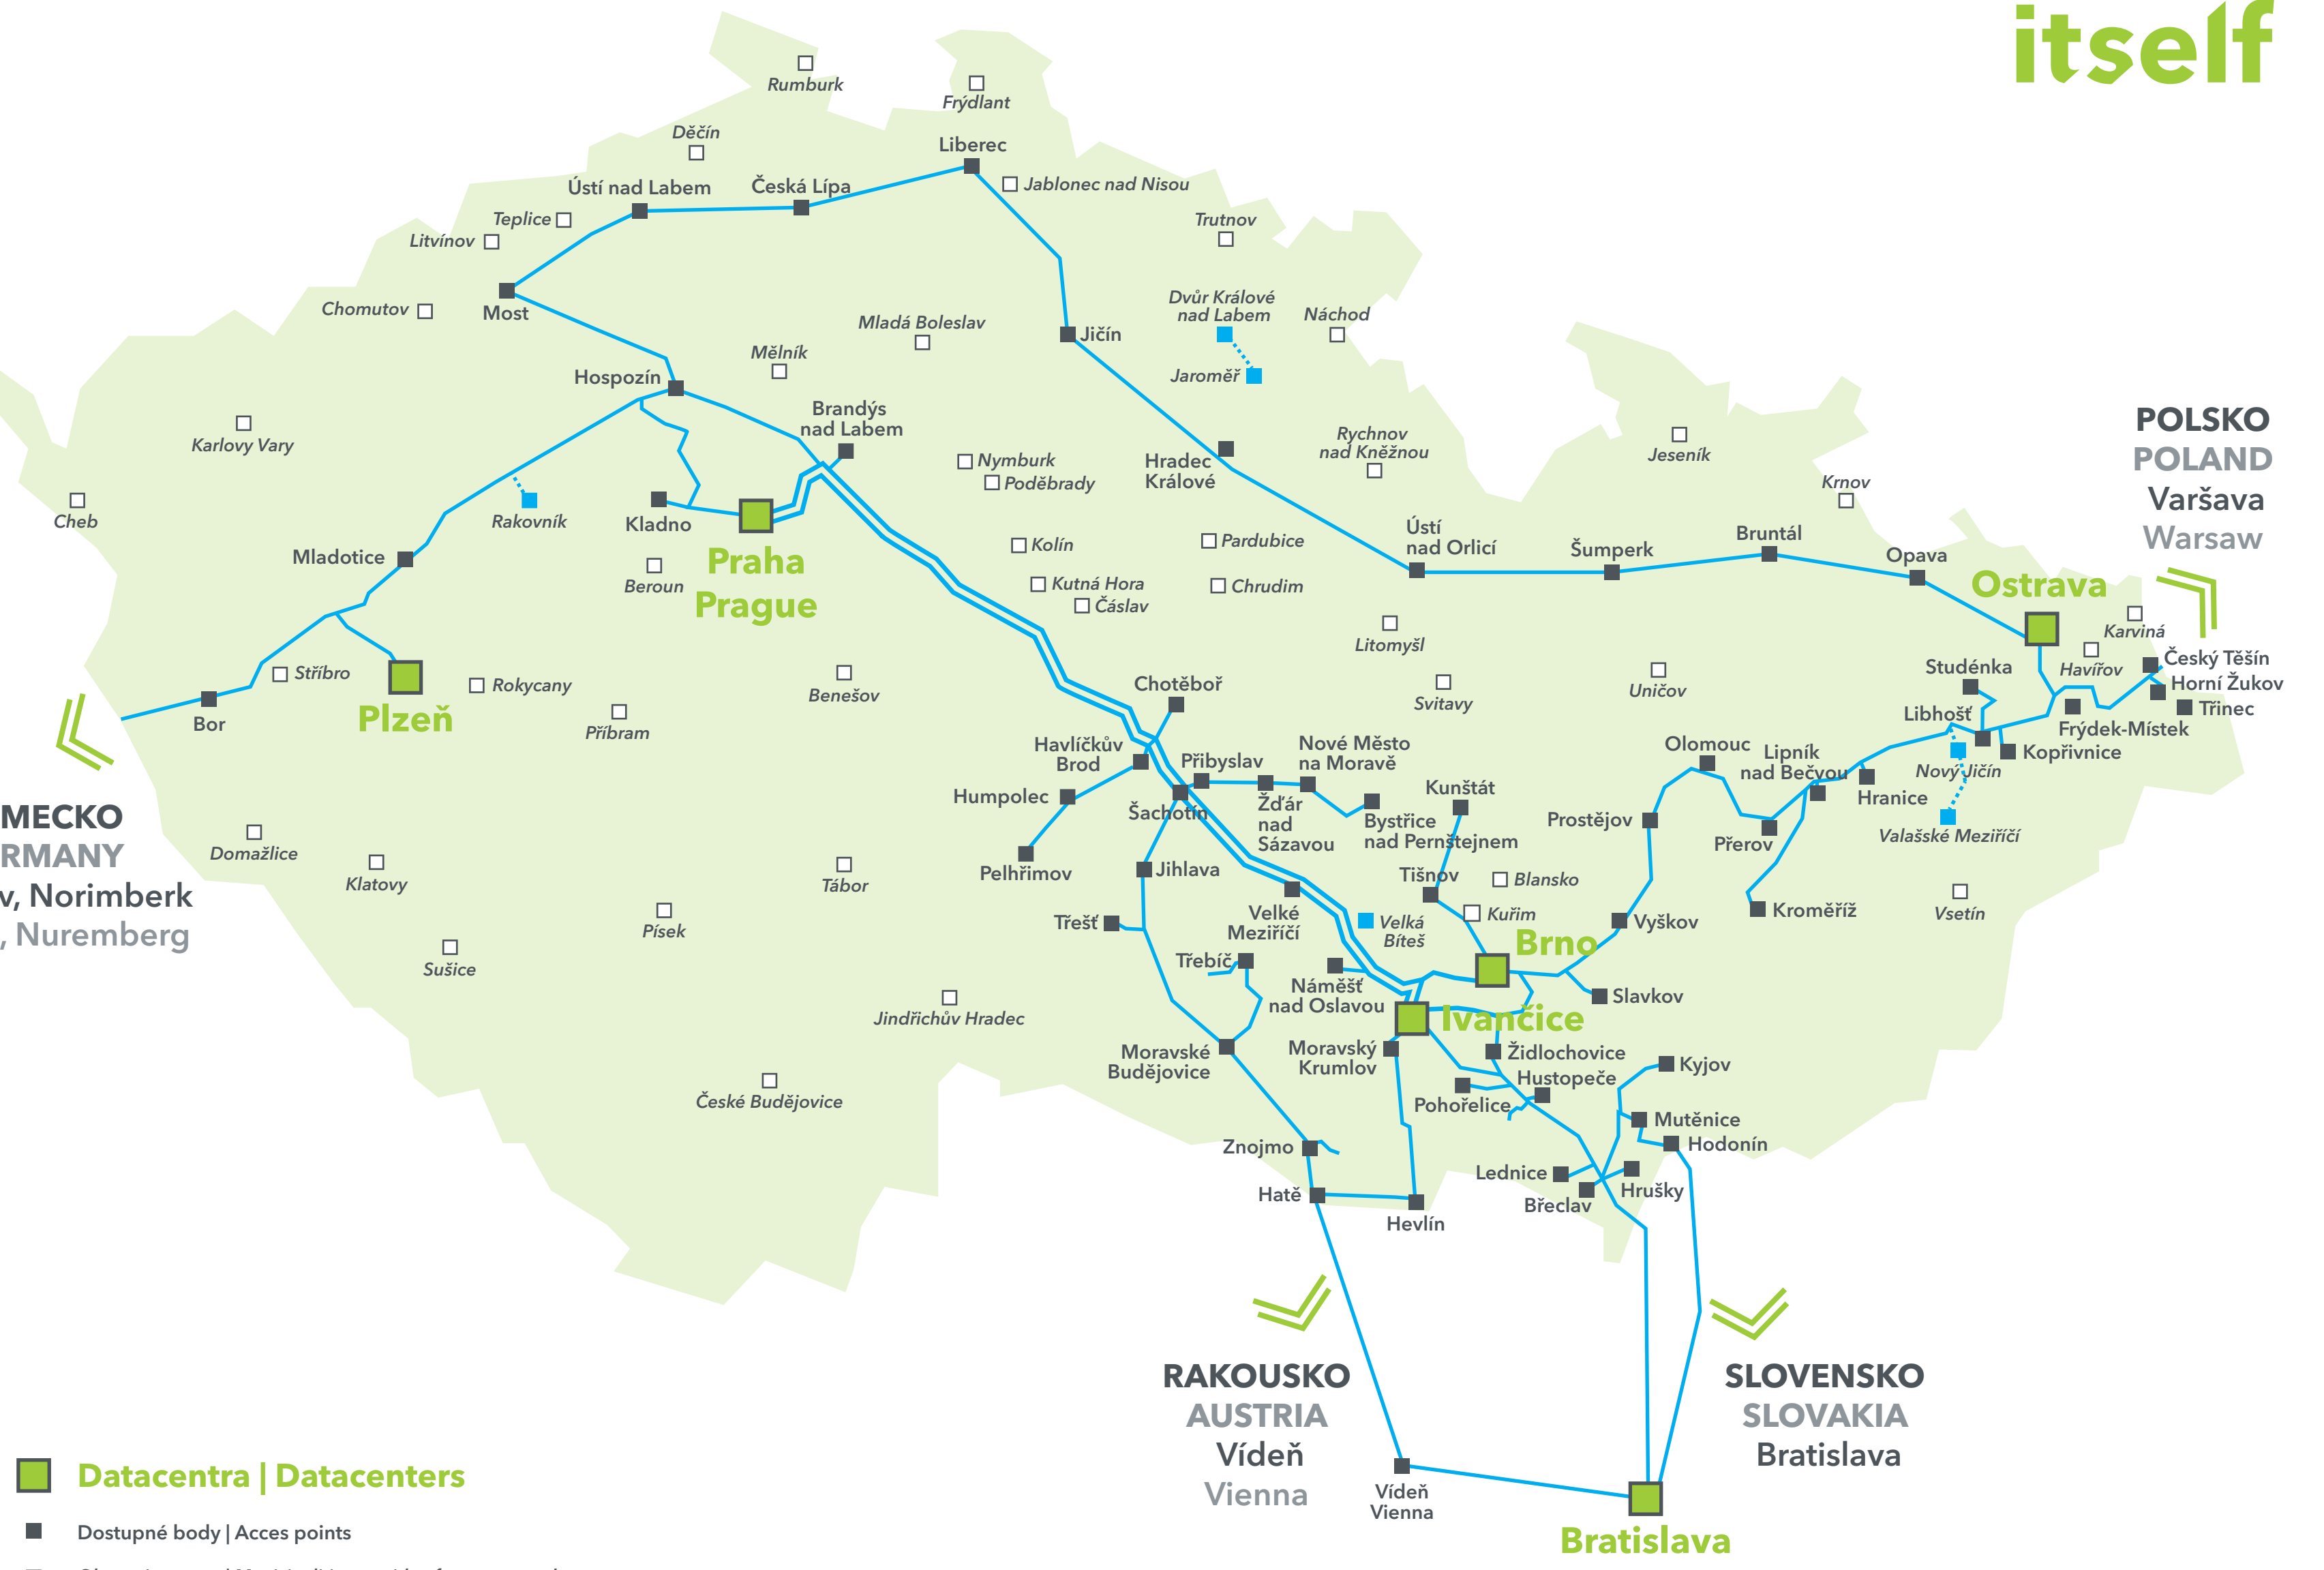 itself
Rumburk
Frýdlant
Děčín
Liberec
Ústí nad Labem
Česká Lípa
Jablonec nad Nisou
Teplice
Trutnov
Litvínov
Chomutov
Most
Mladá Boleslav
Jičín
Dvůr Králové
nad Labem
Náchod
Mělník
Hospozín
Jaroměř
Brandýs
nad Labem
Karlovy Vary
Rychnov
nad Kněžnou
Jeseník
POLSKO
POLAND
Varšava
Warsaw
Nymburk
Poděbrady
Hradec
Králové
Krnov
Cheb
Rakovník
Kladno
Praha
Prague
Kolín
Pardubice
Ústí
nad Orlicí
Šumperk
Bruntál
Opava
Mladotice
Beroun
Kutná Hora
Čáslav
Chrudim
Ostrava
Karviná
Litomyšl
Havířov
Český Těšín
Horní Žukov
Třinec
Studénka
Stříbro
Rokycany
Benešov
Chotěboř
Svitavy
Uničov
Bor
Plzeň
Příbram
Libhošť
Frýdek-Místek
Kopřivnice
Havlíčkův
Brod
Přibyslav
Nové Město
na Moravě
Olomouc
Lipník
nad Bečvou
Nový Jičín
Hranice
Humpolec
Šachotín
Žďár
nad
Sázavou
Kunštát
Bystřice
nad Pernštejnem
Prostějov
Přerov
Valašské Meziříčí
MECKO
RMANY
v, Norimberk
, Nuremberg
Domažlice
Klatovy
Tábor
Pelhřimov
Jihlava
Tišnov
Blansko
Kuřim
Kroměříž
Vsetín
Písek
Sušice
Třešť
Velké
Meziříčí
Velká
Bíteš
Brno
Vyškov
Třebíč
Náměšť
nad Oslavou
Slavkov
Jindřichův Hradec
Ivančice
Moravské
Budějovice
Moravský
Krumlov
Židlochovice
Kyjov
Hustopeče
Pohořelice
České Budějovice
Mutěnice
Hodonín
Znojmo
Lednice
Hrušky
Břeclav
Hatě
Hevlín
RAKOUSKO
AUSTRIA
Vídeň
Vienna
SLOVENSKO
SLOVAKIA
Bratislava
Vídeň
Vienna
Bratislava
Datacentra | Datacenters
Dostupné body | Acces points